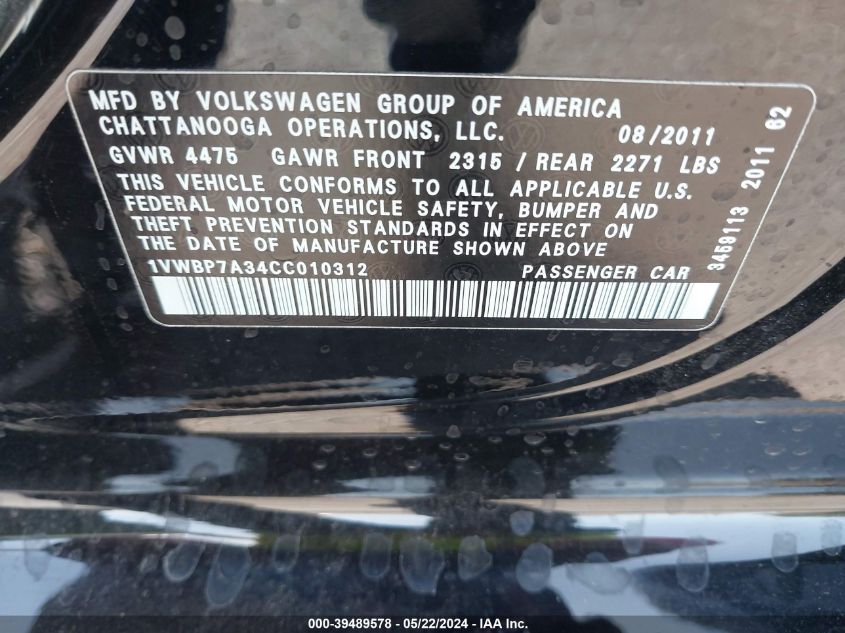 MFD BY VOLKSWAGEN GROUP OF AMERICA
CHATTANOOGA OPERATIONS, LLC. 08/2011
GVWR 4475 GAWR FRONT 2315 / REAR 2271 LBS
THIS VEHICLE CONFORMS TO ALL APPLICABLE U.S.
FEDERAL MOTOR VEHICLE SAFETY, BUMPER AND
THEFT PREVENTION STANDARDS IN EFFECT ON
THE DATE OF MANUFACTURE SHOWN ABOVE
1VWBP7A34CC010312 PASSENGER CAR
3459113 2011 62
000-39489578 - 05/22/2024 - IAA Inc.